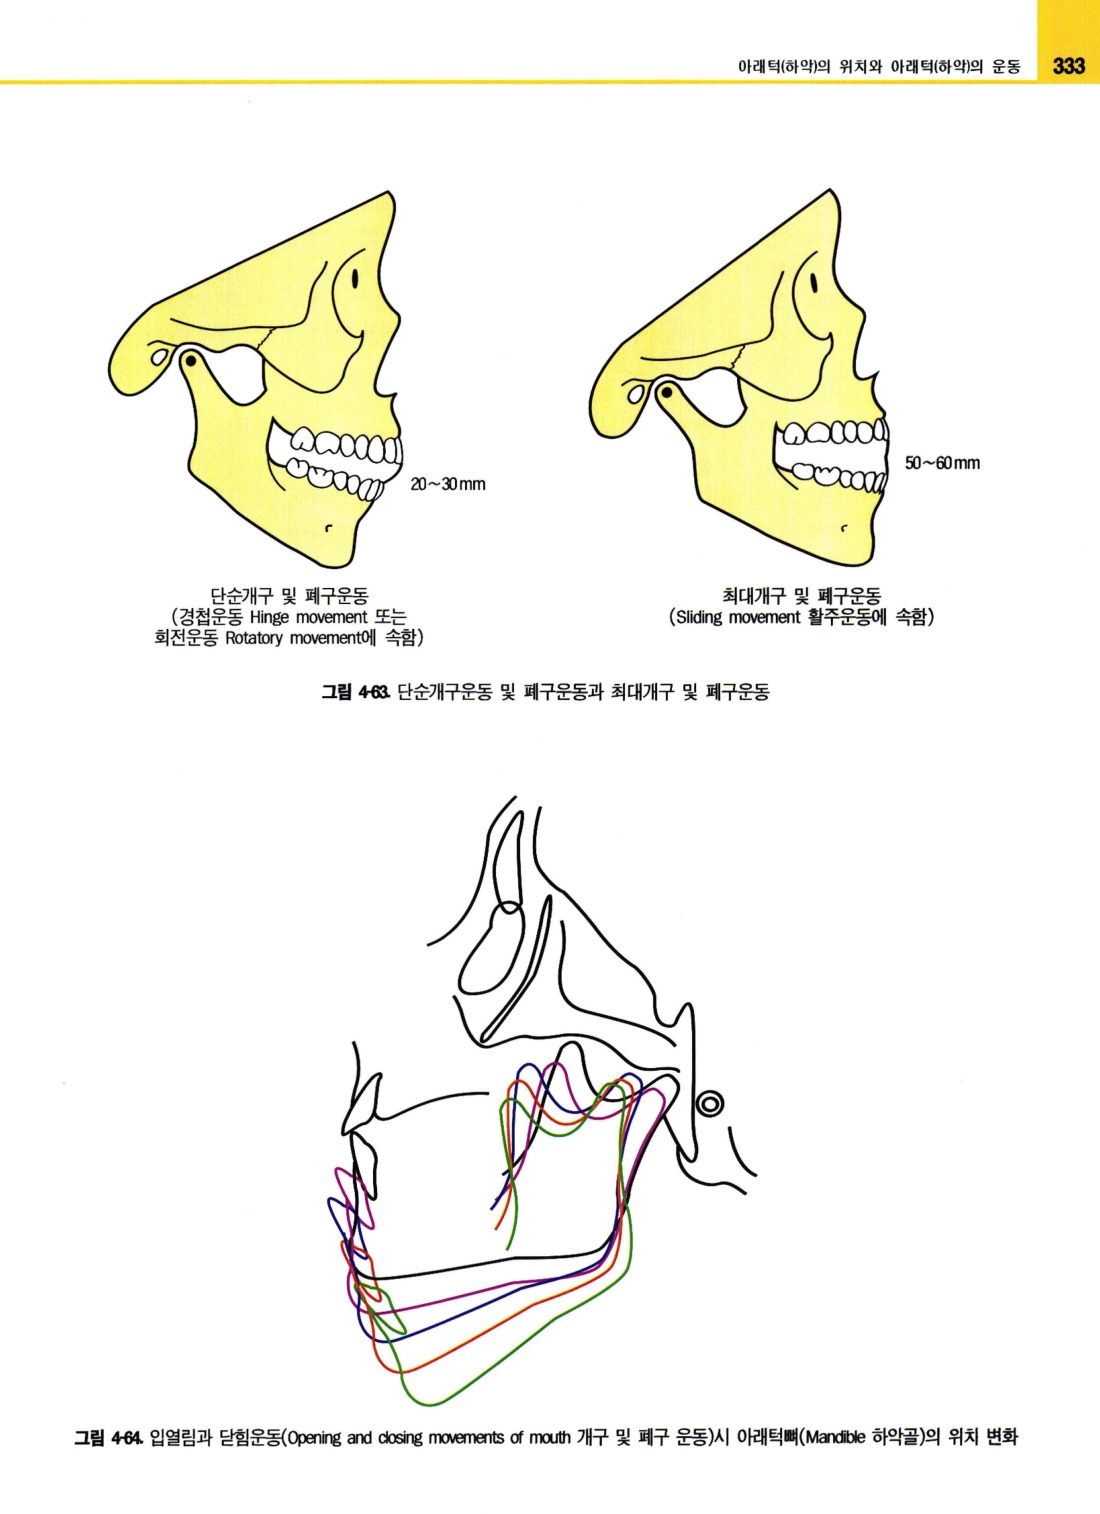 아래턱(하악)의 위치와 아래턱(하악)의 운동 333
20~30mm
50~60mm
단순개구 및 폐구운동
(경첩운동 Hinge movement 또는
회전운동 Rotatory movement에 속함)
최대개구 및 폐구운동
(Sliding movement 활주운동에 속함)
그림 4-63. 단순개구운동 및 폐구운동과 최대개구 및 폐구운동
그림 4-64. 입열림과 닫힘운동(Opening and closing movements of mouth 개구 및 폐구 운동)시 아래턱뼈(Mandible 하악골)의 위치 변화